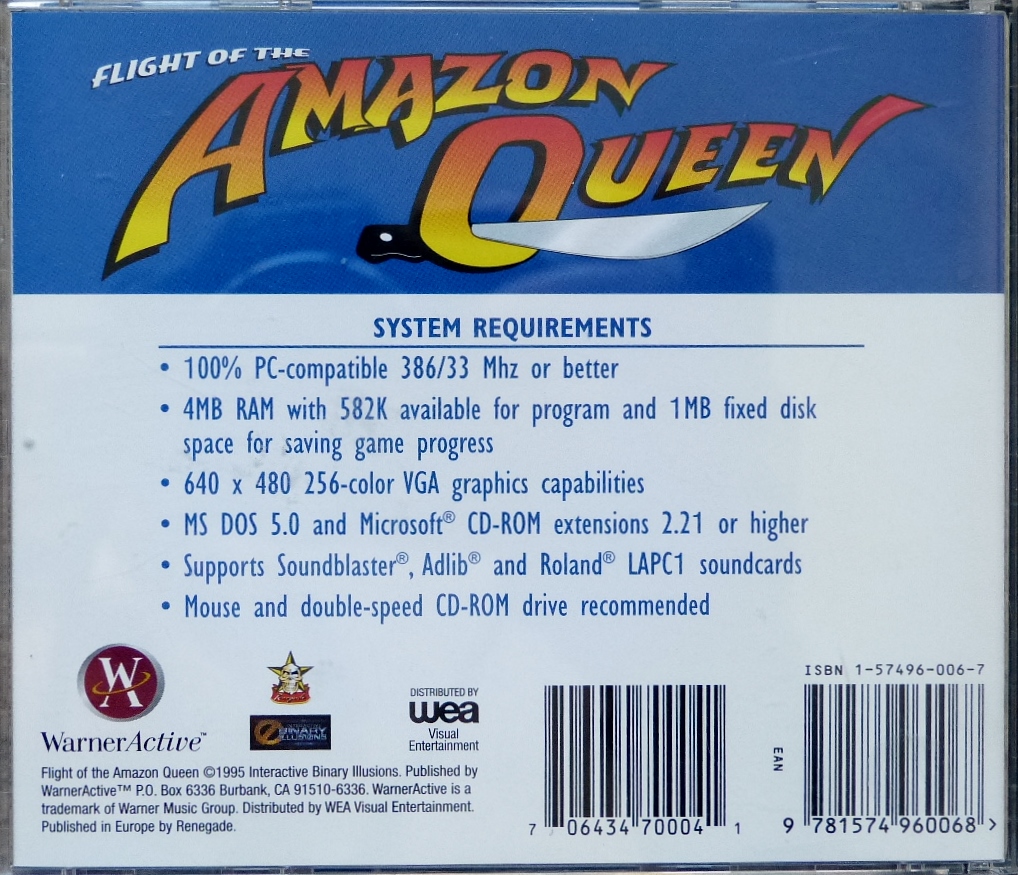 FLIGHT OF THE
AMAZON
QUEEN
SYSTEM REQUIREMENTS
• 100% PC-compatible 386/33 Mhz or better
• 4MB RAM with 582K available for program and 1MB fixed disk
space for saving game progress
• 640 x 480 256-color VGA graphics capabilities
• MS DOS 5.0 and Microsoft® CD-ROM extensions 2.21 or higher
• Supports Soundblaster®, Adlib® and Roland® LAPC1 soundcards
• Mouse and double-speed CD-ROM drive recommended
WA
WarnerActive™
Renegade
BINARY
ILLUSIONS
DISTRIBUTED BY
wea
Visual
Entertainment
Flight of the Amazon Queen ©1995 Interactive Binary Illusions. Published by
WarnerActive™ P.O. Box 6336 Burbank, CA 91510-6336. WarnerActive is a
trademark of Warner Music Group. Distributed by WEA Visual Entertainment.
Published in Europe by Renegade.
7 06434 70004 1
ISBN 1-57496-006-7
EAN
9 781574 960068 >